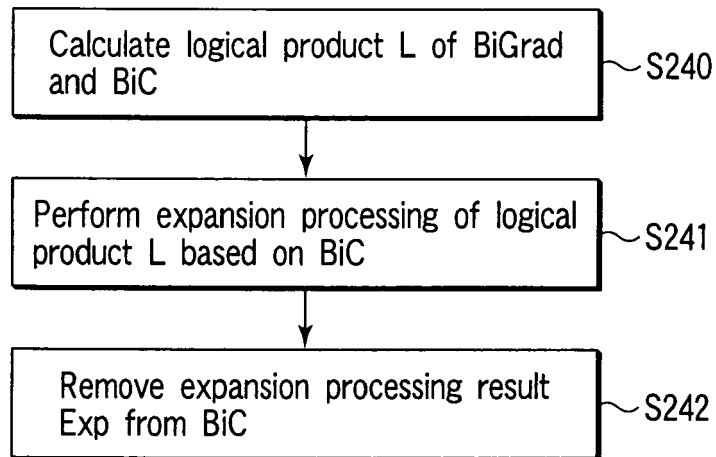 Calculate logical product L of BiGrad
and BiC
S240
Perform expansion processing of logical
product L based on BiC
S241
Remove expansion processing result
Exp from BiC
S242